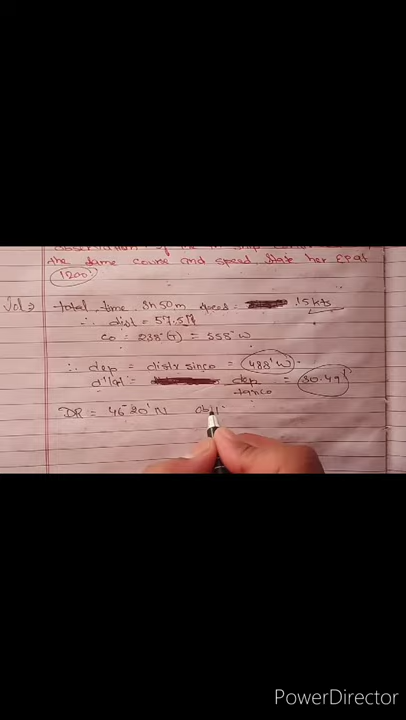 the same course and speed state her EP at
1200
total time 3h 50m speed = 15 kts
∴ dist = 57.5
co = 238°(T) = S58°W
∴ dep = dist x sin co = 48.8' W
d'lat = dep / tan co = 30.49'
DR = 46° 20' N
PowerDirector